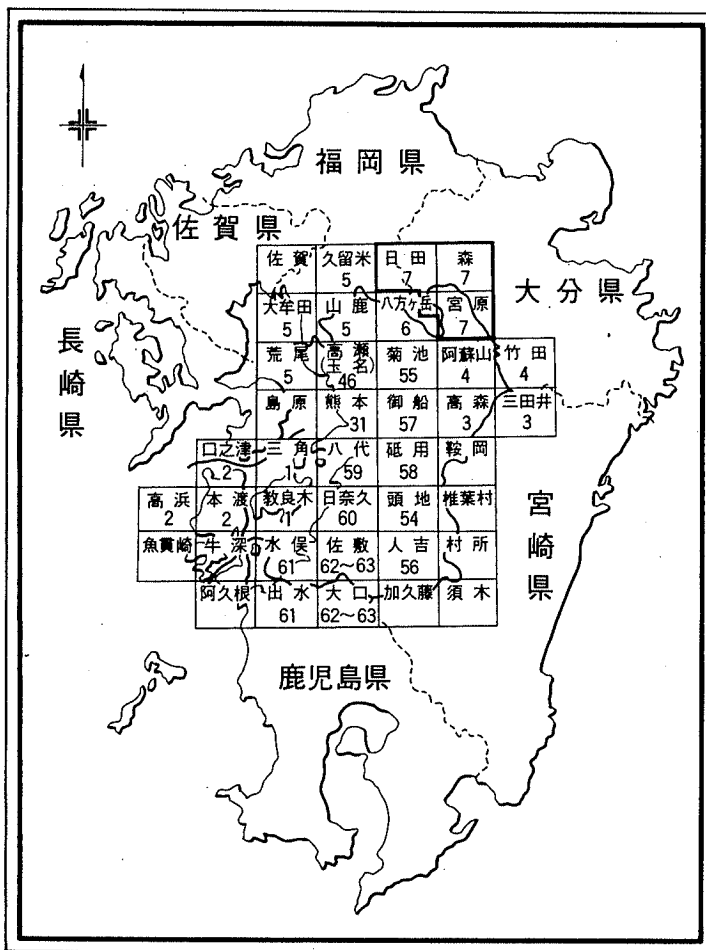 福岡県
佐賀県
長崎県
大分県
宮崎県
鹿児島県
佐賀 久留米 日田 森
5 7 7
大牟田 山鹿 八方ヶ岳 宮原
5 5 6 7
荒尾 高瀬(玉名) 菊池 阿蘇山 竹田
5 46 55 4 4
島原 熊本 御船 高森 三田井
31 57 3 3
口之津 三角 八代 砥用 鞍岡
2 1 59 58
高浜 本渡 教良木 日奈久 頭地 椎葉村
2 2 1 60 54
魚貫崎 牛深 水俣 佐敷 人吉 村所
61 62~63 56
阿久根 出水 大口 加久藤 須木
61 62~63